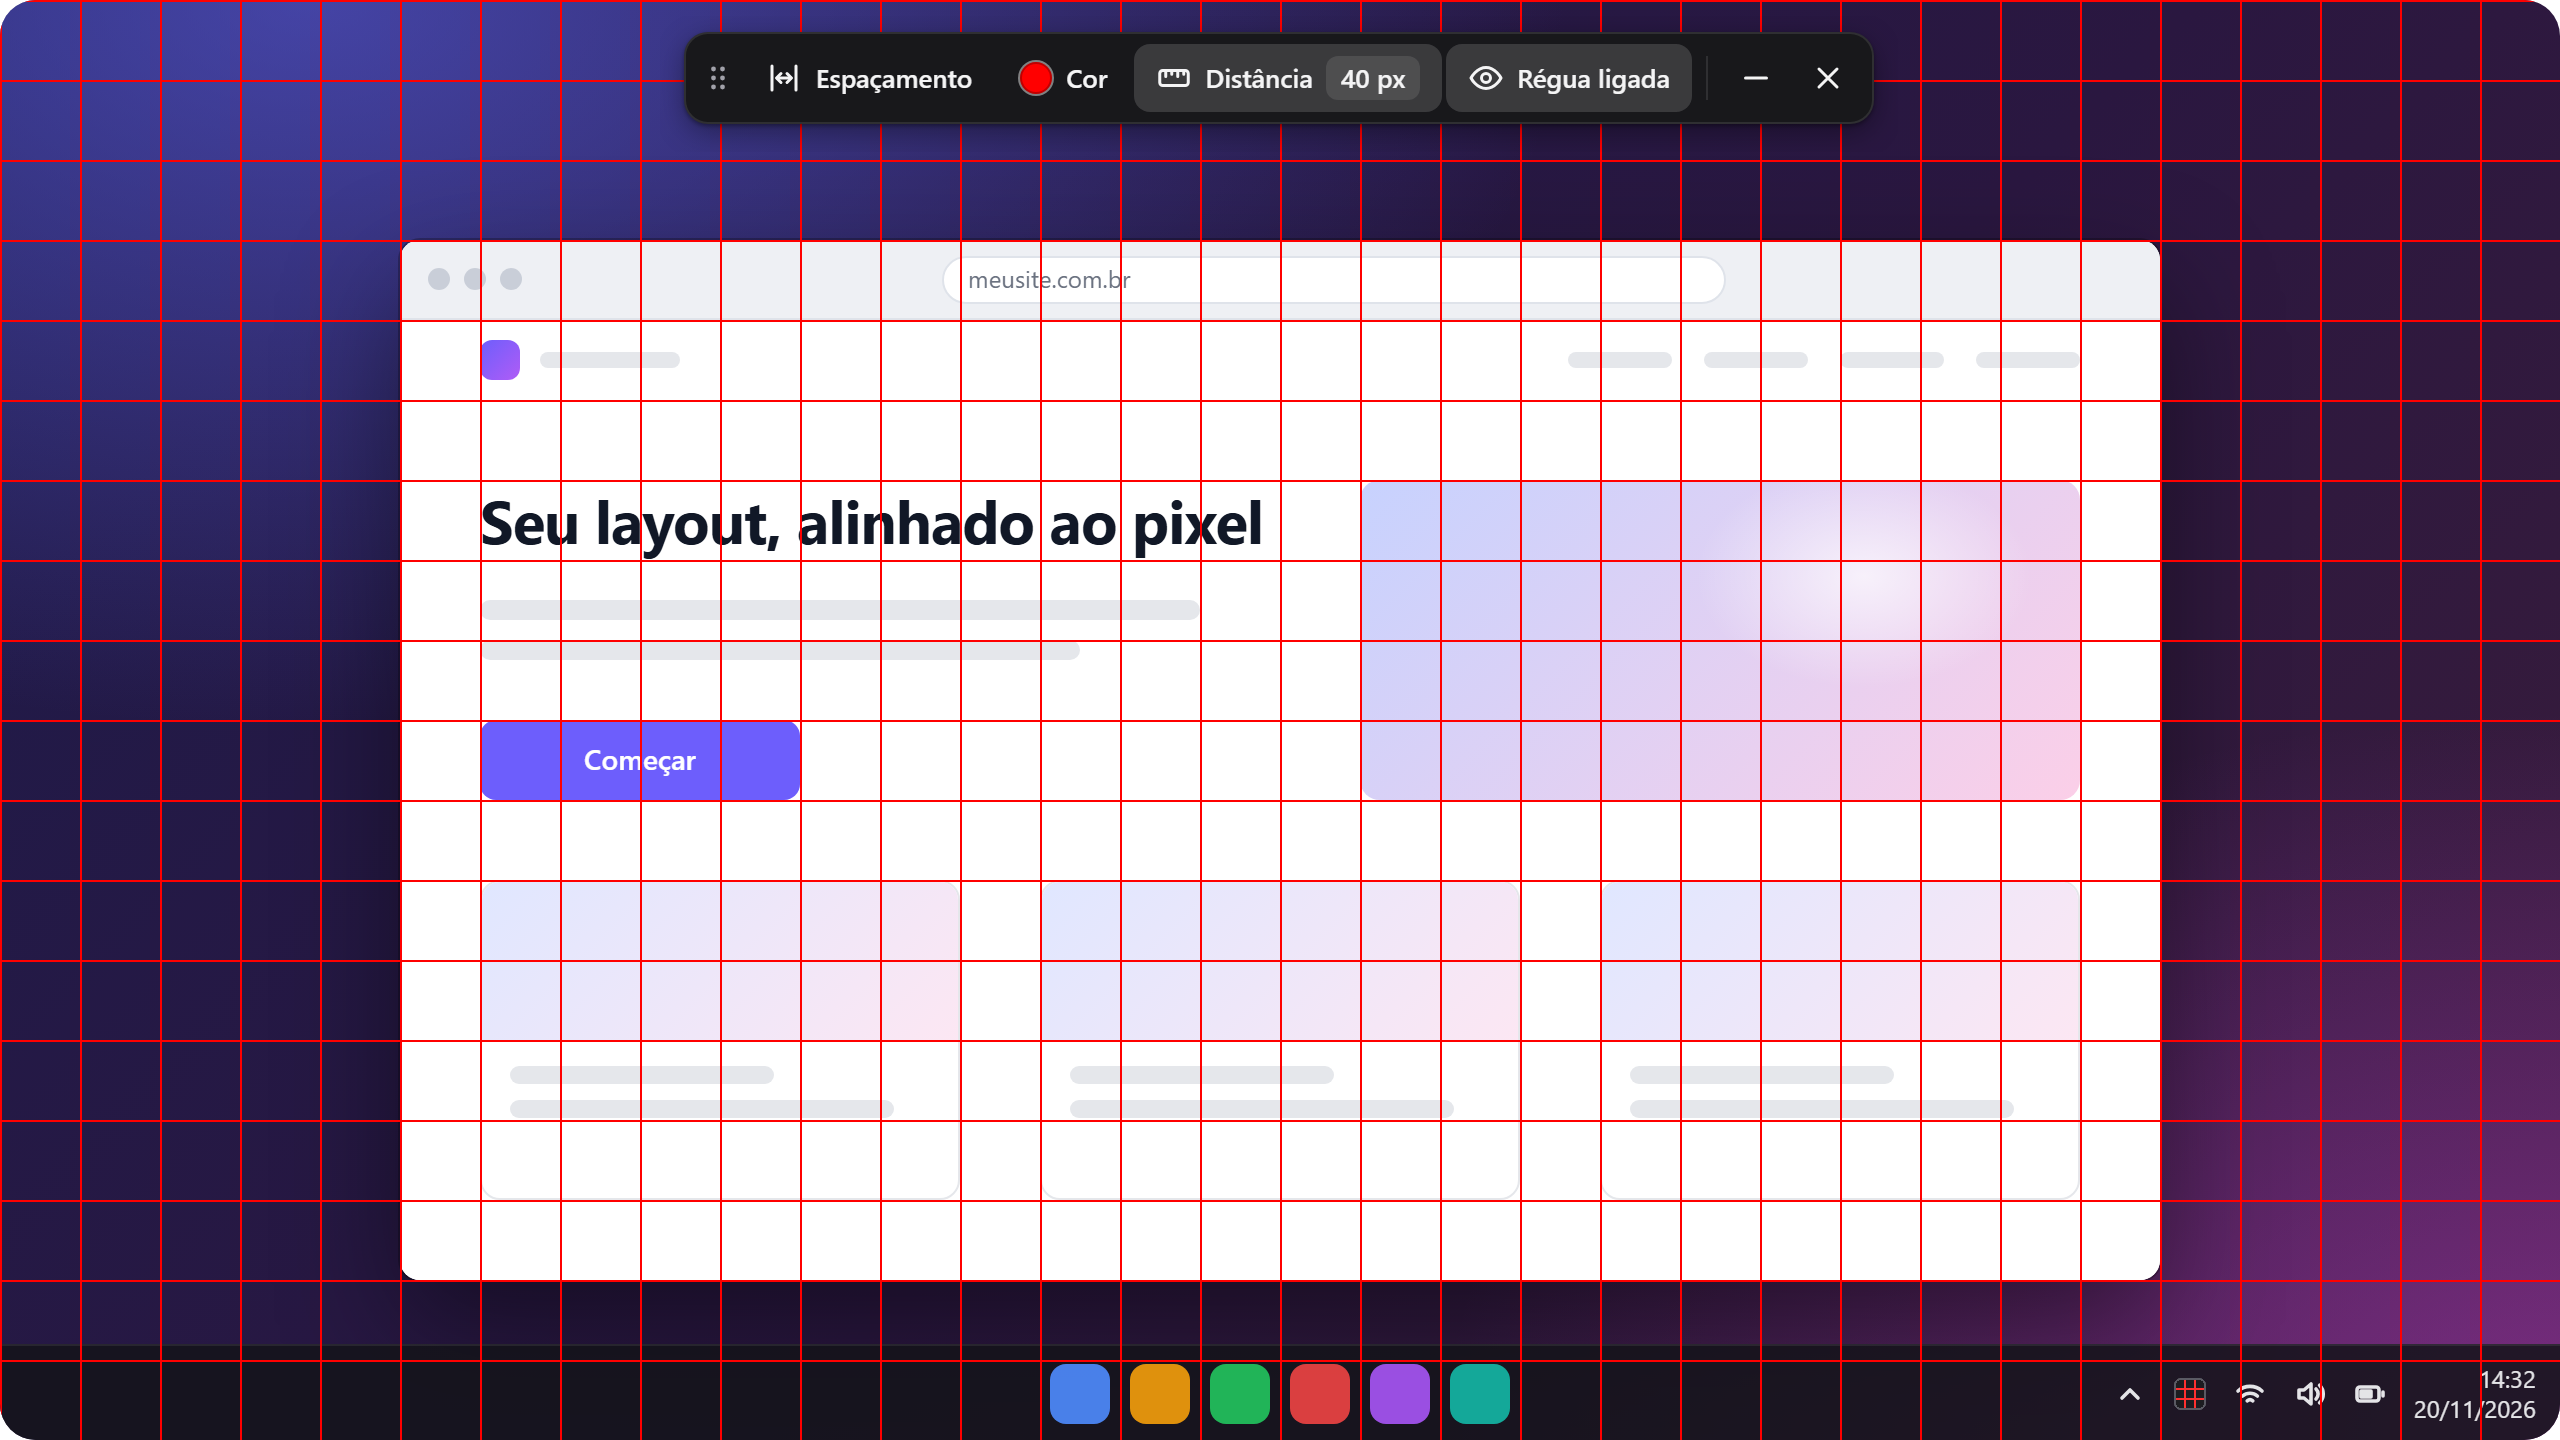 Espaçamento
Cor
Distância 40 px
Régua ligada
meusite.com.br
Seu layout, alinhado ao pixel
Começar
14:32
20/11/2026